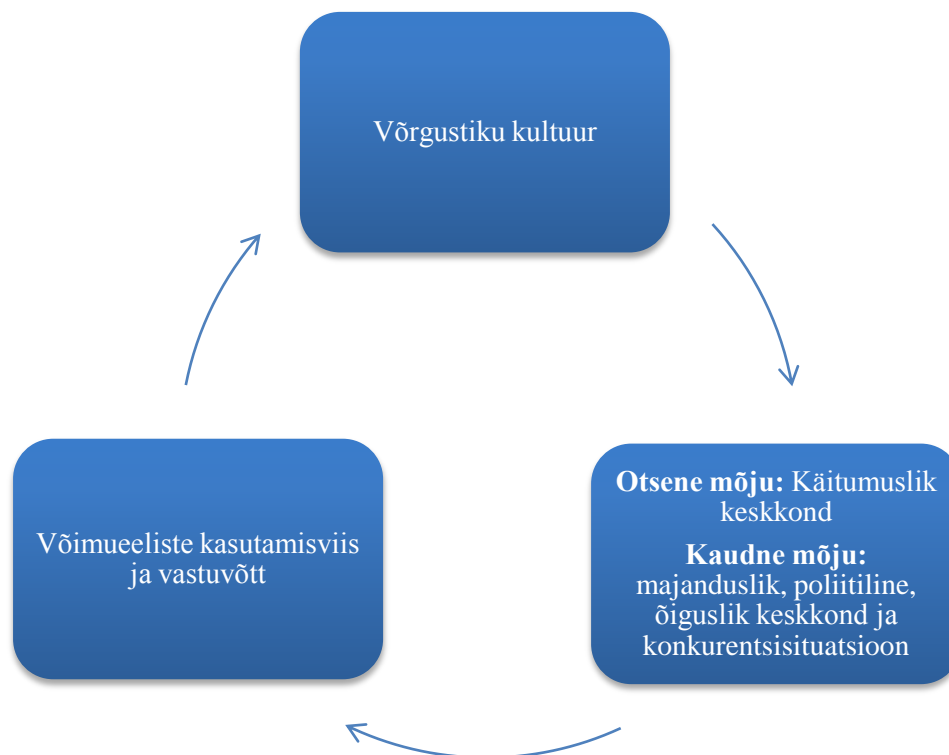 Võrgustiku kultuur
Otsene mõju: Käitumuslik
keskkond
Kaudne mõju:
majanduslik, poliitiline,
õiguslik keskkond ja
konkurentsisituatsioon
Võimueeliste kasutamisviis
ja vastuvõtt